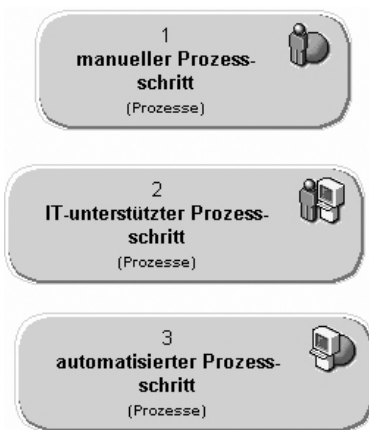 1
manueller Prozess-
schritt
(Prozesse)
2
IT-unterstützter Prozess-
schritt
(Prozesse)
3
automatisierter Prozess-
schritt
(Prozesse)